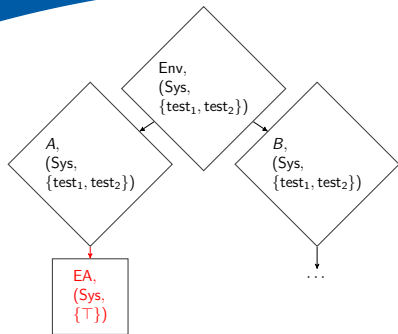 Env,
(Sys,
{test₁, test₂})
A,
(Sys,
{test₁, test₂})
B,
(Sys,
{test₁, test₂})
EA,
(Sys,
{⊤})
...